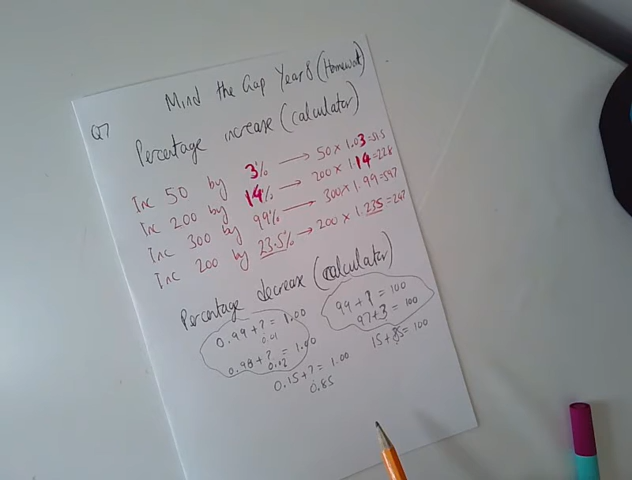 Q7
Mind the Gap Year 8 (Homework)
Percentage increase (calculator)
Inc 50 by 3% → 50 x 1.03 = 51.5
Inc 200 by 14% → 200 x 1.14 = 228
Inc 300 by 99% → 300 x 1.99 = 597
Inc 200 by 23.5% → 200 x 1.235 = 247
Percentage decrease (calculator)
0.99 + ? = 1.00
0.01
0.98 + ? = 1.00
0.02
99 + 1 = 100
97 + 3 = 100
0.15 + ? = 1.00
0.85
15 + 85 = 100